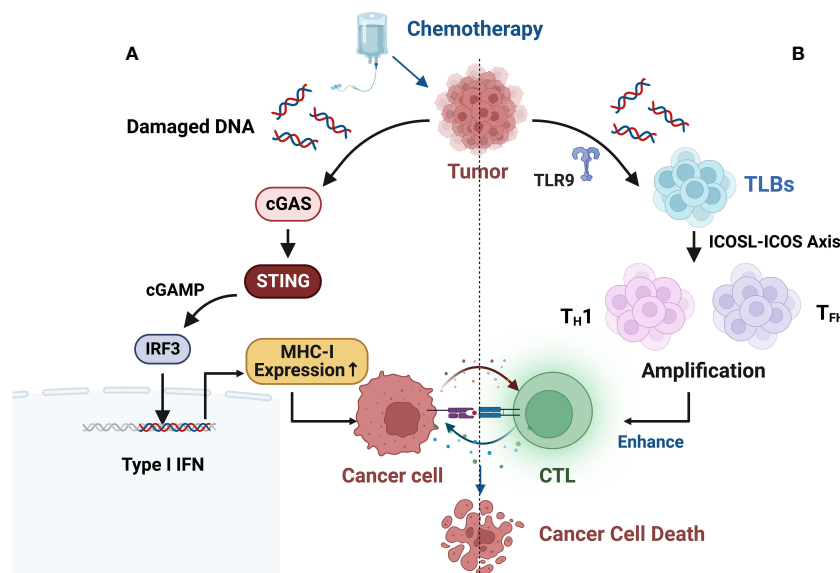 A
Chemotherapy
B
Damaged DNA
Tumor
TLR9
TLBs
cGAS
ICOSL-ICOS Axis
STING
cGAMP
TH1
TFH
IRF3
MHC-I
Expression↑
Amplification
Enhance
Type I IFN
Cancer cell
CTL
Cancer Cell Death